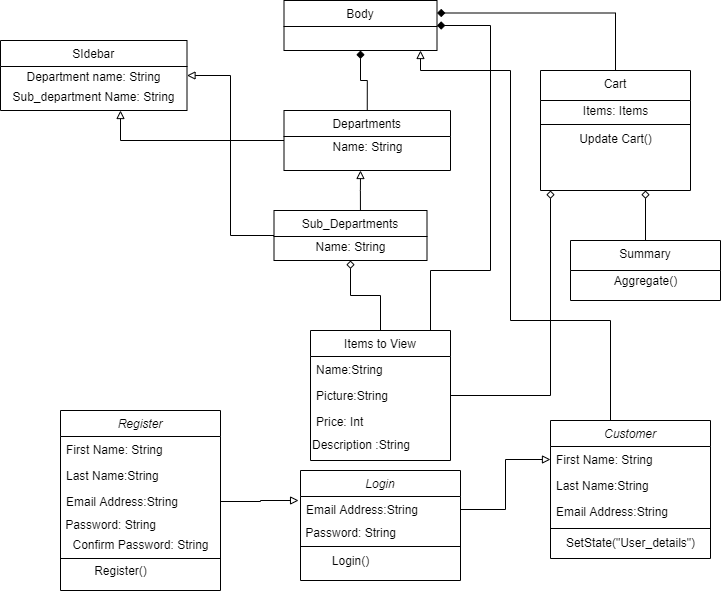 Body
SIdebar
Department name: String
Sub_department Name: String
Cart
Items: Items
Update Cart()
Departments
Name: String
Sub_Departments
Name: String
Summary
Aggregate()
Items to View
Name:String
Picture:String
Price: Int
Description :String
Register
First Name: String
Last Name:String
Email Address:String
Password: String
Confirm Password: String
Register()
Login
Email Address:String
Password: String
Login()
Customer
First Name: String
Last Name:String
Email Address:String
SetState("User_details")